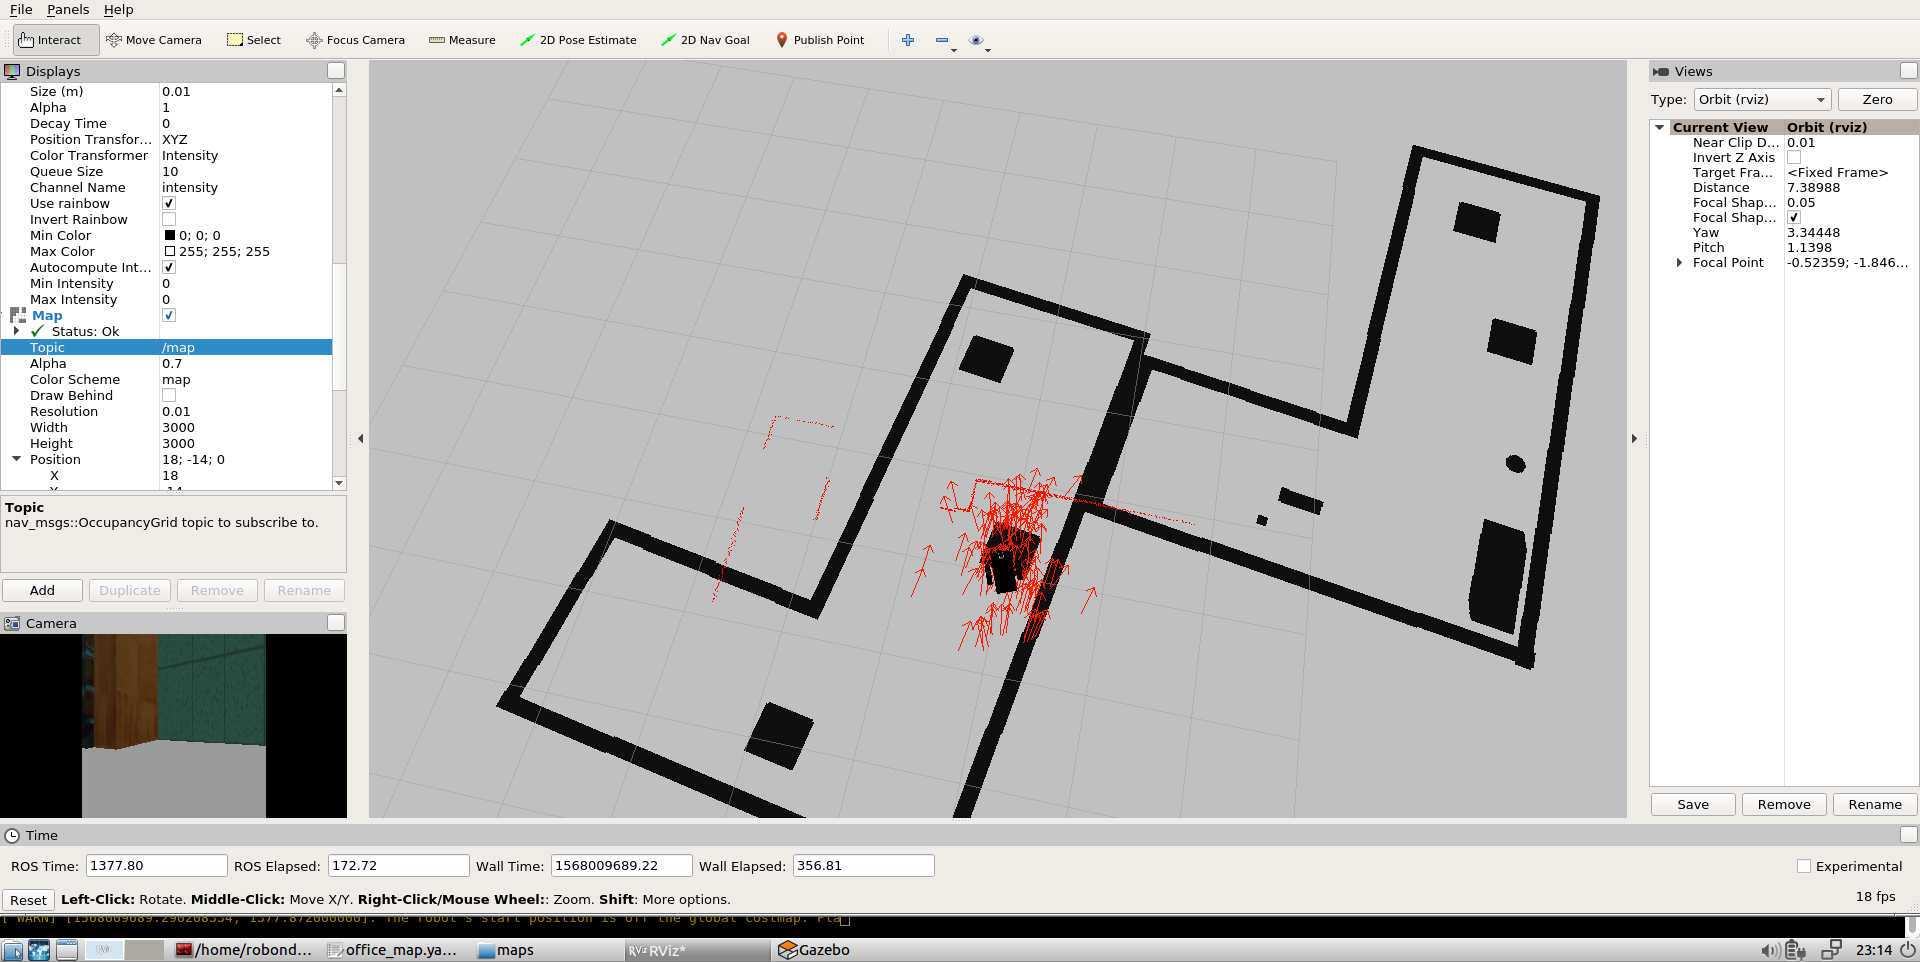 File Panels Help
Interact Move Camera Select Focus Camera Measure 2D Pose Estimate 2D Nav Goal Publish Point
Displays
Size (m) 0.01
Alpha 1
Decay Time 0
Position Transfor... XYZ
Color Transformer Intensity
Queue Size 10
Channel Name intensity
Use rainbow
Invert Rainbow
Min Color 0; 0; 0
Max Color 255; 255; 255
Autocompute Int...
Min Intensity 0
Max Intensity 0
Map
Status: Ok
Topic /map
Alpha 0.7
Color Scheme map
Draw Behind
Resolution 0.01
Width 3000
Height 3000
Position 18; -14; 0
X 18
Topic
nav_msgs::OccupancyGrid topic to subscribe to.
Add Duplicate Remove Rename
Camera
Views
Type: Orbit (rviz) Zero
Current View Orbit (rviz)
Near Clip D... 0.01
Invert Z Axis
Target Fra... <Fixed Frame>
Distance 7.38988
Focal Shap... 0.05
Focal Shap...
Yaw 3.34448
Pitch 1.1398
Focal Point -0.52359; -1.846...
Save Remove Rename
Time
ROS Time: 1377.80 ROS Elapsed: 172.72 Wall Time: 1568009689.22 Wall Elapsed: 356.81 Experimental
Reset Left-Click: Rotate. Middle-Click: Move X/Y. Right-Click/Mouse Wheel:: Zoom. Shift: More options. 18 fps
[ WARN] [1568009689.290208334, 1377.872000000]: The robot's start position is off the global costmap. Pla
/home/robond... office_map.ya... maps RViz* Gazebo 23:14